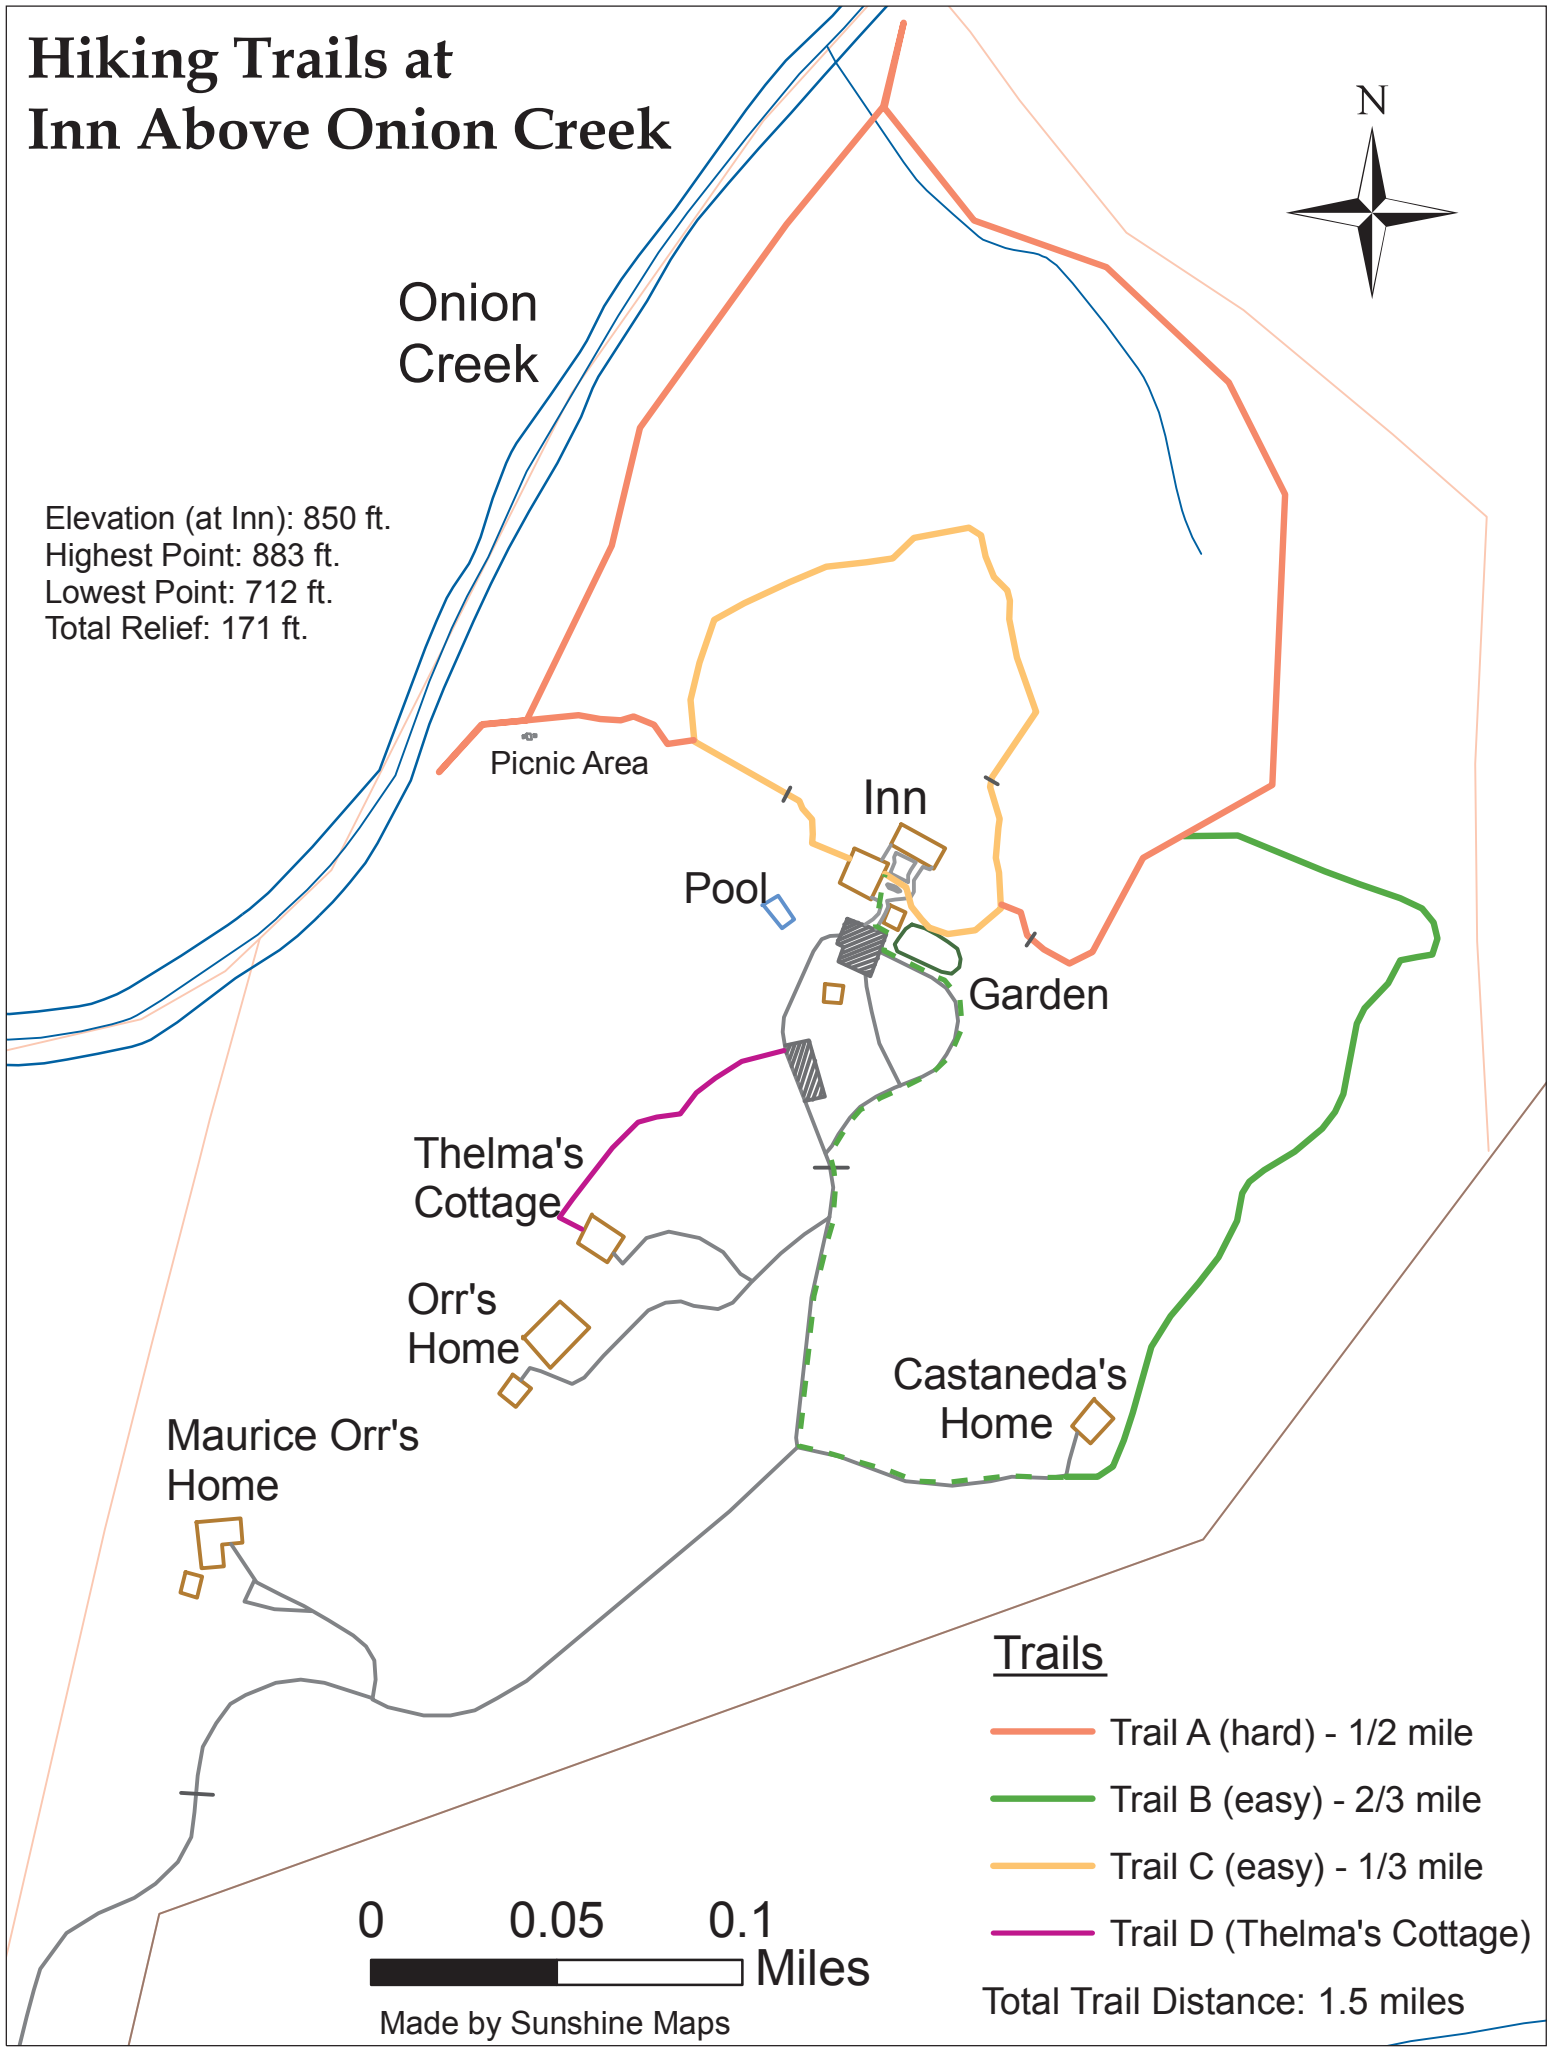 Hiking Trails at
Inn Above Onion Creek
N
Onion
Creek
Elevation (at Inn): 850 ft.
Highest Point: 883 ft.
Lowest Point: 712 ft.
Total Relief: 171 ft.
Picnic Area
Inn
Pool
Garden
Thelma's
Cottage
Orr's
Home
Castaneda's
Home
Maurice Orr's
Home
Trails
Trail A (hard) - 1/2 mile
Trail B (easy) - 2/3 mile
Trail C (easy) - 1/3 mile
Trail D (Thelma's Cottage)
Total Trail Distance: 1.5 miles
0 0.05 0.1
Miles
Made by Sunshine Maps